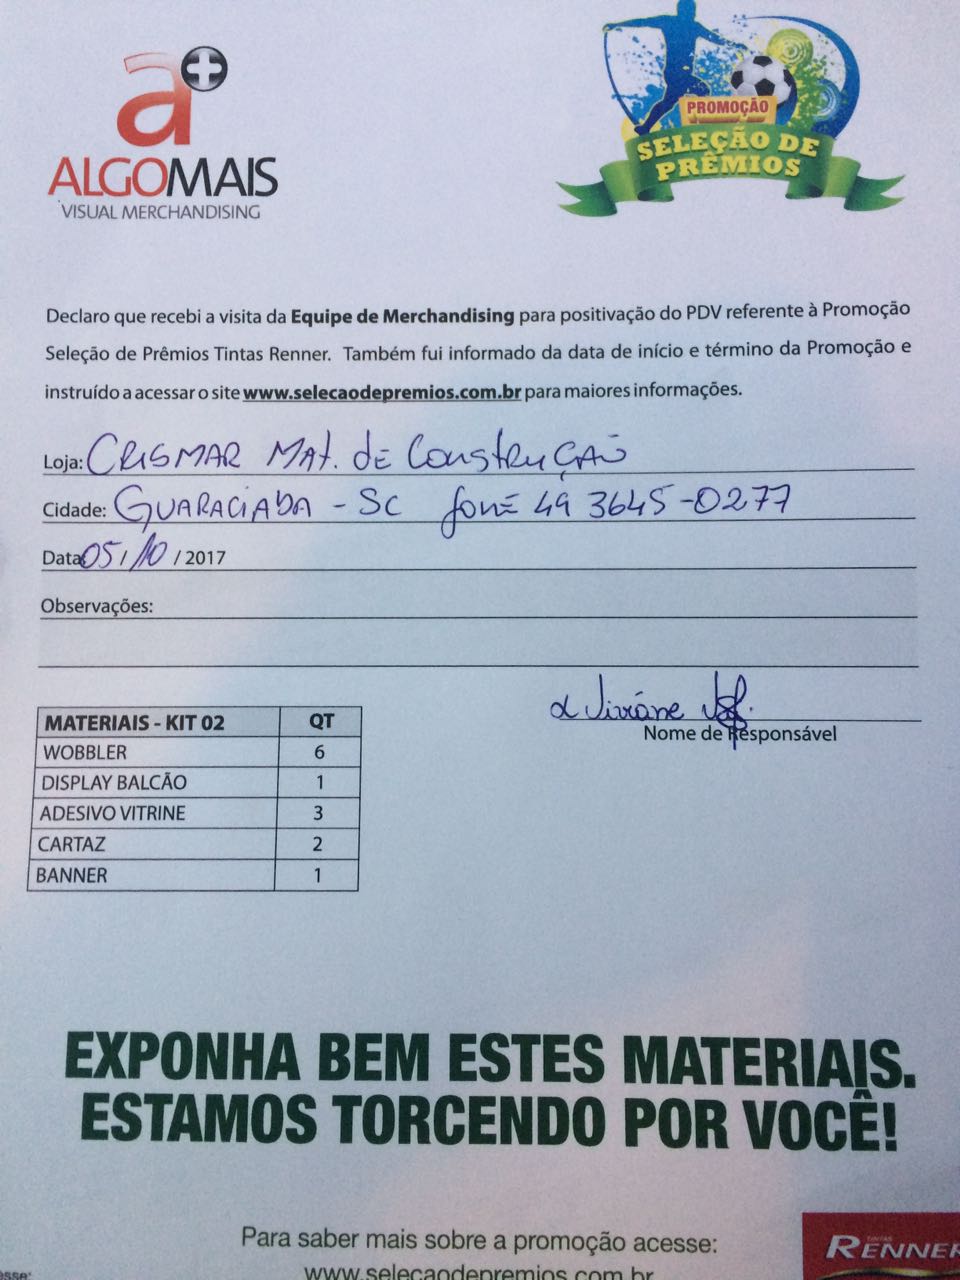 a+
ALGOMAIS
VISUAL MERCHANDISING
PROMOÇÃO
SELEÇÃO DE
PRÊMIOS
Declaro que recebi a visita da Equipe de Merchandising para positivação do PDV referente à Promoção
Seleção de Prêmios Tintas Renner. Também fui informado da data de início e término da Promoção e
instruído a acessar o site www.selecaodepremios.com.br para maiores informações.
Loja: CRISMAR MAT. de CONSTRUÇÃO
Cidade: GUARACIABA - SC fone 49 3645-0277
Data 05 / 10 / 2017
Observações:
Viviane
Nome de Responsável
MATERIAIS - KIT 02 QT
WOBBLER 6
DISPLAY BALCÃO 1
ADESIVO VITRINE 3
CARTAZ 2
BANNER 1
EXPONHA BEM ESTES MATERIAIS.
ESTAMOS TORCENDO POR VOCÊ!
Para saber mais sobre a promoção acesse:
www.selecaodepremios.com.br
TINTAS
RENNER